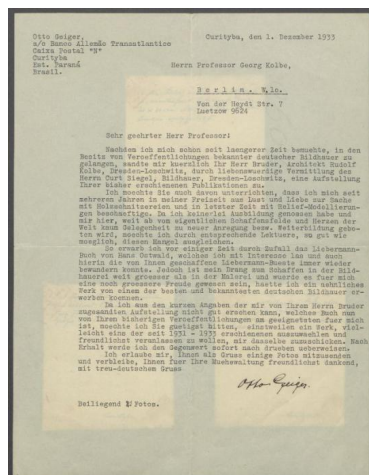 Otto Geiger,
a/o Banco Allemão Transatlantico
Caixa Postal "N"
Curityba
Est. Paraná
Brasil.
Curityba, den 1. Dezember 1933
Herrn Professor Georg Kolbe,
Berlin. W.ln.
Von der Heydt Str. 7
Luetzow 9624
Sehr geehrter Herr Professor:
Nachdem ich mich schon seit laengerer Zeit bemuehte, in den
Besitz von Veroeffentlichungen bekannter deutscher Bildhauer zu
gelangen, sandte mir kuerzlich Ihr Herr Bruder, Architekt Rudolf
Kolbe, Dresden-Loschwitz, durch liebenswuerdige Vermittlung des
Herrn Curt Siegel, Bildhauer, Dresden-Loschwitz, eine Aufstellung
Ihrer bisher erschienenen Publikationen zu.
Ich moechte Sie auch davon unterrichten, dass ich mich seit
mehreren Jahren in meiner Freizeit aus Lust und Liebe zur Sache
mit Holzschnitzereien und in letzter Zeit mit Relief-Modellierun-
gen beschaeftige. Da ich keinerlei Ausbildung genossen habe und
mir hier, weit ab vom eigentlichen Schaffensfelde und Herzen der
Welt kaum Gelegenheit zu neuer Anregung bezw. Weiterbildung gebo-
ten wird, moechte ich durch entsprechende Lektuere, so gut wie
moeglich, diesen Mangel ausgleichen.
So erwarb ich vor einiger Zeit durch Zufall das Liebermann-
Buch von Hans Ostwald, welches ich mit Interesse las und auch
hierin die von Ihnen geschaffene Liebermann-Bueste immer wieder
bewundern konnte. Jedoch ist mein Drang zum Schaffen in der Bild-
hauerei weit groesser als in der Malerei und wuerde es fuer mich
eine noch groessere Freude gewesen sein, haette ich ein aehnliches
Werk von einem der besten und bekanntesten deutschen Bildhauer er-
werben koennen.
Da ich aus den kurzen Angaben der mir von Ihrem Herrn Bruder
zugesandten Aufstellung nicht gut ersehen kann, welches Buch nun
von Ihren bisherigen Veroeffentlichungen am geeignetsten fuer mich
ist, moechte ich Sie guetigst bitten, einstweilen ein Werk, viel-
leicht eine der seit 1931 - 1933 erschienenen auszuwaehlen und
freundlichst veranlassen zu wollen, mir dasselbe zuzuschicken. Nach
Erhalt werde ich den Gegenwert sofort nach drueben ueberweisen.
Ich erlaube mir, Ihnen als Gruss einige Fotos mitzusenden
und verbleibe, Ihnen fuer Ihre Muehewaltung freundlichst dankend,
mit treu-deutschem Gruss
Otto Geiger.
Beiliegend Fotos.